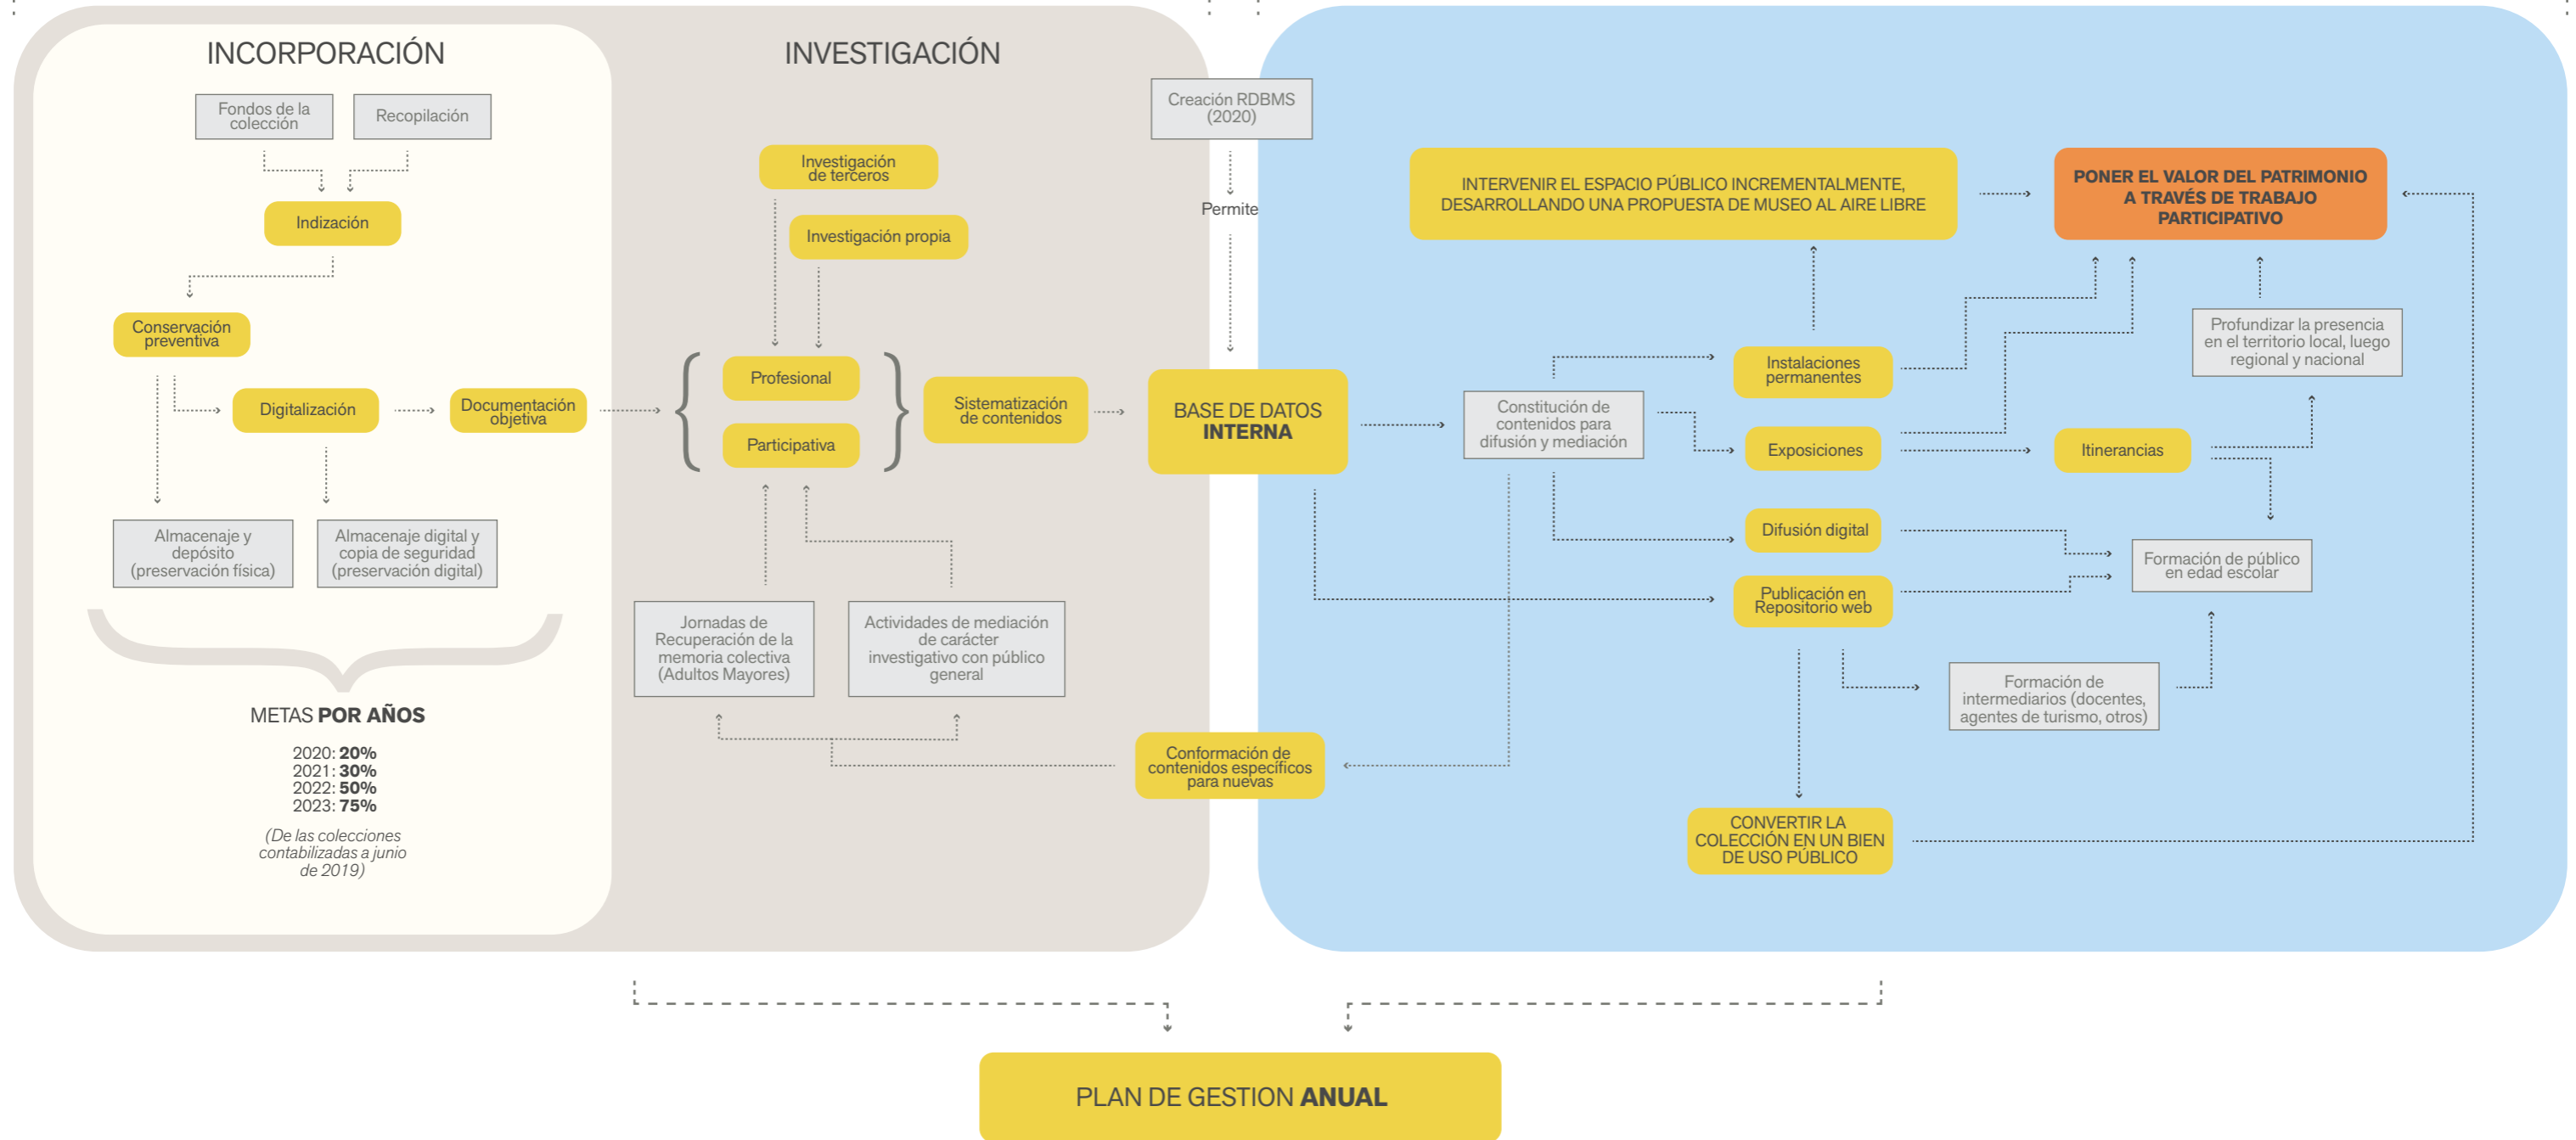 INCORPORACIÓN
Fondos de la
colección
Recopilación
Indización
Conservación
preventiva
Digitalización
Documentación
objetiva
Almacenaje y
depósito
(preservación física)
Almacenaje digital y
copia de seguridad
(preservación digital)
METAS POR AÑOS
2020: 20%
2021: 30%
2022: 50%
2023: 75%
(De las colecciones
contabilizadas a junio
de 2019)
INVESTIGACIÓN
Investigación
de terceros
Investigación propia
Profesional
Participativa
Sistematización
de contenidos
Jornadas de
Recuperación de la
memoria colectiva
(Adultos Mayores)
Actividades de mediación
de carácter
investigativo con público
general
Creación RDBMS
(2020)
Permite
BASE DE DATOS
INTERNA
Conformación de
contenidos específicos
para nuevas
INTERVENIR EL ESPACIO PÚBLICO INCREMENTALMENTE,
DESARROLLANDO UNA PROPUESTA DE MUSEO AL AIRE LIBRE
PONER EL VALOR DEL PATRIMONIO
A TRAVÉS DE TRABAJO
PARTICIPATIVO
Constitución de
contenidos para
difusión y mediación
Instalaciones
permanentes
Exposiciones
Difusión digital
Publicación en
Repositorio web
Profundizar la presencia
en el territorio local, luego
regional y nacional
Itinerancias
Formación de público
en edad escolar
Formación de
intermediarios (docentes,
agentes de turismo, otros)
CONVERTIR LA
COLECCIÓN EN UN BIEN
DE USO PÚBLICO
PLAN DE GESTION ANUAL